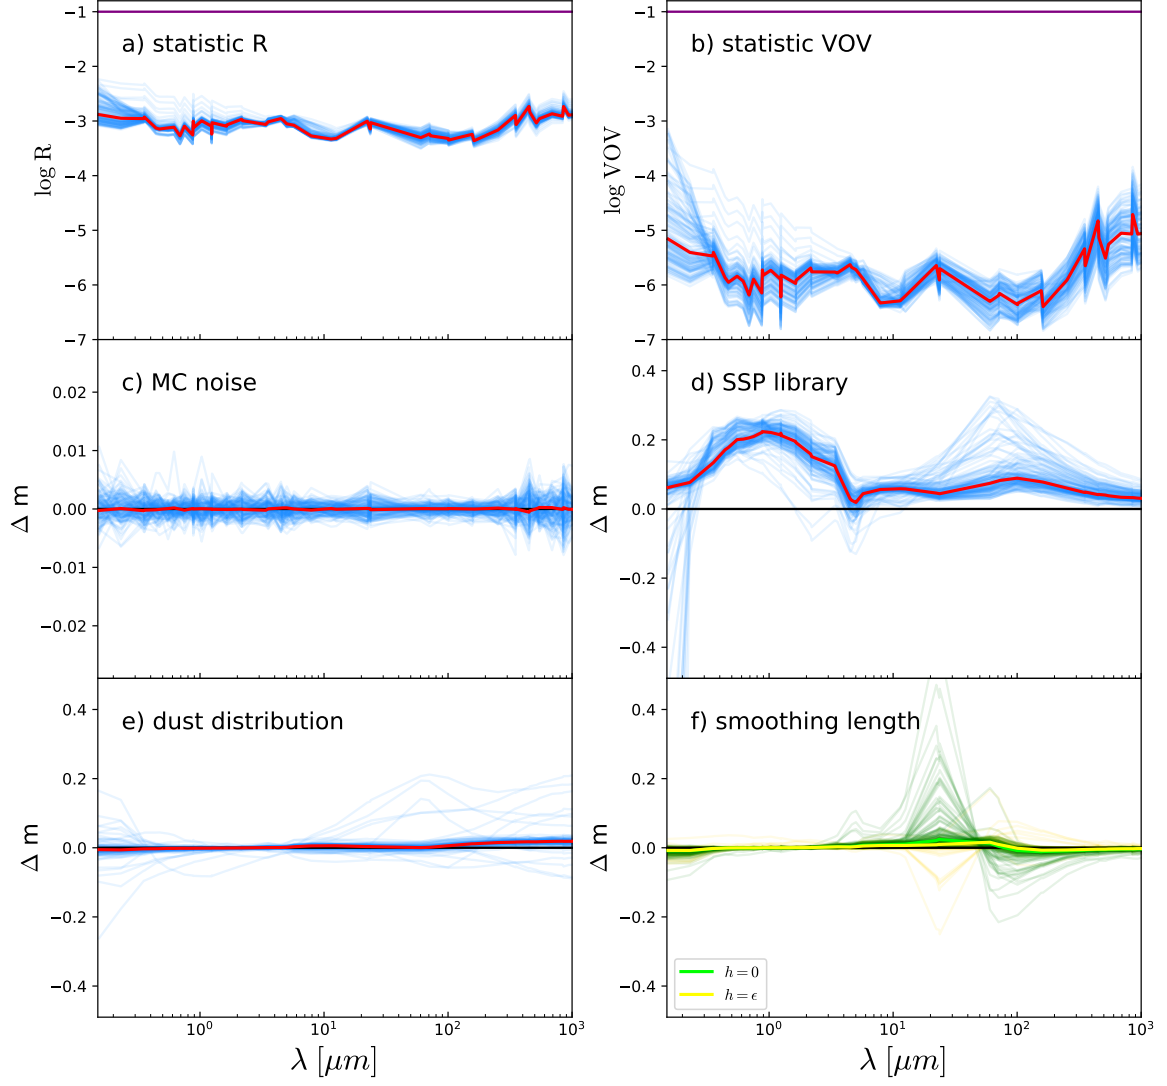 a) statistic R
−1
−2
−3
−4
−5
−6
−7
log R
b) statistic VOV
−1
−2
−3
−4
−5
−6
−7
log VOV
c) MC noise
0.02
0.01
0.00
−0.01
−0.02
Δ m
d) SSP library
0.4
0.2
0.0
−0.2
−0.4
Δ m
e) dust distribution
0.4
0.2
0.0
−0.2
−0.4
Δ m
10⁰ 10¹ 10² 10³
λ [μm]
f) smoothing length
0.4
0.2
0.0
−0.2
−0.4
Δ m
h = 0
h = ϵ
10⁰ 10¹ 10² 10³
λ [μm]